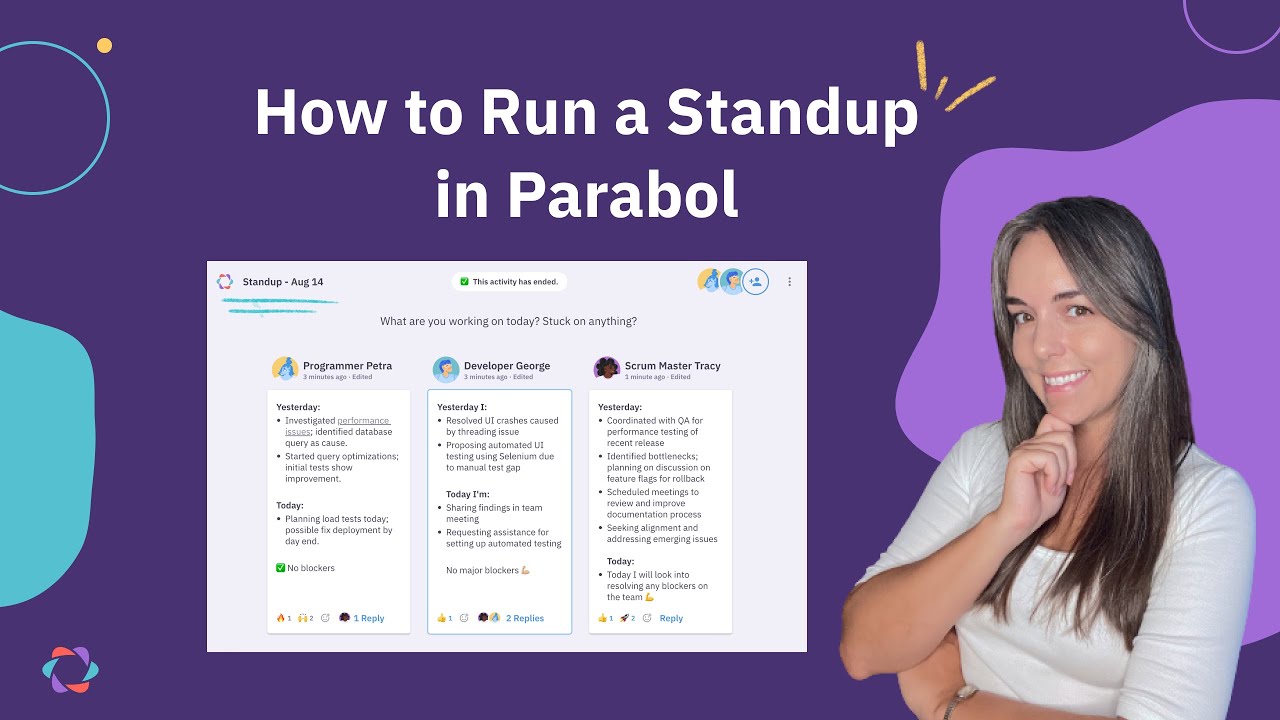 How to Run a Standup
in Parabol
Standup - Aug 14
✅ This activity has ended.
What are you working on today? Stuck on anything?
Programmer Petra
3 minutes ago · Edited
Yesterday:
• Investigated performance
issues; identified database
query as cause.
• Started query optimizations;
initial tests show
improvement.
Today:
• Planning load tests today;
possible fix deployment by
day end.
✅ No blockers
🔥 1 🙌 2 1 Reply
Developer George
3 minutes ago · Edited
Yesterday I:
• Resolved UI crashes caused
by threading issue
• Proposing automated UI
testing using Selenium due
to manual test gap
Today I'm:
• Sharing findings in team
meeting
• Requesting assistance for
setting up automated testing
No major blockers 💪🏼
👍 1 2 Replies
Scrum Master Tracy
1 minute ago · Edited
Yesterday:
• Coordinated with QA for
performance testing of
recent release
• Identified bottlenecks;
planning on discussion on
feature flags for rollback
• Scheduled meetings to
review and improve
documentation process
• Seeking alignment and
addressing emerging issues
Today:
• Today I will look into
resolving any blockers on
the team 💪
👍 1 🚀 2 Reply